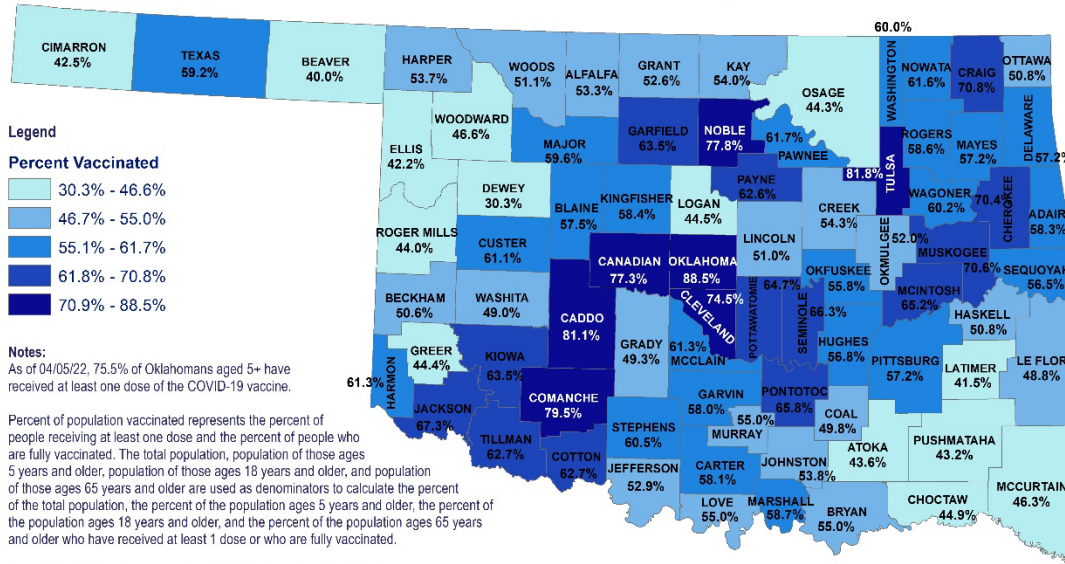 60.0%
CIMARRON
42.5%
TEXAS
59.2%
BEAVER
40.0%
HARPER
53.7%
WOODS
51.1%
ALFALFA
53.3%
GRANT
52.6%
KAY
54.0%
OSAGE
44.3%
WASHINGTON
NOWATA
61.6%
CRAIG
70.8%
OTTAWA
50.8%
ELLIS
42.2%
WOODWARD
46.6%
MAJOR
59.6%
GARFIELD
63.5%
NOBLE
77.8%
61.7%
PAWNEE
PAYNE
62.6%
81.8%
TULSA
ROGERS
58.6%
MAYES
57.2%
DELAWARE
57.2%
Legend
Percent Vaccinated
30.3% - 46.6%
46.7% - 55.0%
55.1% - 61.7%
61.8% - 70.8%
70.9% - 88.5%
DEWEY
30.3%
BLAINE
57.5%
KINGFISHER
58.4%
LOGAN
44.5%
CREEK
54.3%
WAGONER
60.2%
70.4%
CHEROKEE
ADAIR
58.3%
ROGER MILLS
44.0%
CUSTER
61.1%
CANADIAN
77.3%
OKLAHOMA
88.5%
LINCOLN
51.0%
OKMULGEE
52.0%
MUSKOGEE
70.6%
SEQUOYAH
56.5%
BECKHAM
50.6%
WASHITA
49.0%
CADDO
81.1%
74.5%
CLEVELAND
64.7%
POTTAWATOMIE
SEMINOLE
66.3%
OKFUSKEE
55.8%
MCINTOSH
65.2%
HASKELL
50.8%
GREER
44.4%
KIOWA
63.5%
GRADY
49.3%
61.3%
MCCLAIN
HUGHES
56.8%
PITTSBURG
57.2%
LATIMER
41.5%
LE FLOR
48.8%
61.3%
HARMON
JACKSON
67.3%
COMANCHE
79.5%
GARVIN
58.0%
PONTOTOC
65.8%
COAL
49.8%
TILLMAN
62.7%
COTTON
62.7%
STEPHENS
60.5%
55.0%
MURRAY
ATOKA
43.6%
PUSHMATAHA
43.2%
JEFFERSON
52.9%
CARTER
58.1%
JOHNSTON
53.8%
MCCURTAIN
46.3%
LOVE
55.0%
MARSHALL
58.7%
BRYAN
55.0%
CHOCTAW
44.9%
Notes:
As of 04/05/22, 75.5% of Oklahomans aged 5+ have
received at least one dose of the COVID-19 vaccine.
Percent of population vaccinated represents the percent of
people receiving at least one dose and the percent of people who
are fully vaccinated. The total population, population of those ages
5 years and older, population of those ages 18 years and older, and population
of those ages 65 years and older are used as denominators to calculate the percent
of the total population, the percent of the population ages 5 years and older, the percent of
the population ages 18 years and older, and the percent of the population ages 65 years
and older who have received at least 1 dose or who are fully vaccinated.